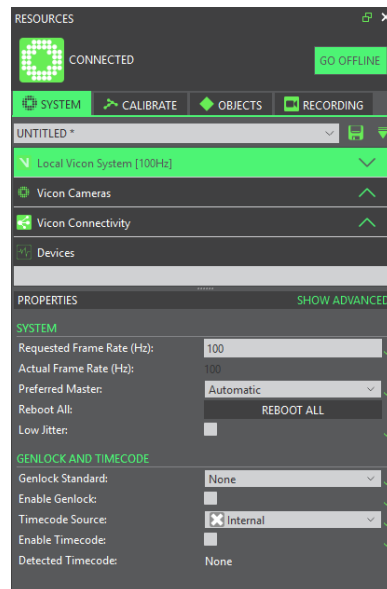 RESOURCES
CONNECTED
GO OFFLINE
SYSTEM CALIBRATE OBJECTS RECORDING
UNTITLED *
Local Vicon System [100Hz]
Vicon Cameras
Vicon Connectivity
Devices
PROPERTIES SHOW ADVANCED
SYSTEM
Requested Frame Rate (Hz): 100
Actual Frame Rate (Hz): 100
Preferred Master: Automatic
Reboot All: REBOOT ALL
Low Jitter:
GENLOCK AND TIMECODE
Genlock Standard: None
Enable Genlock:
Timecode Source: Internal
Enable Timecode:
Detected Timecode: None